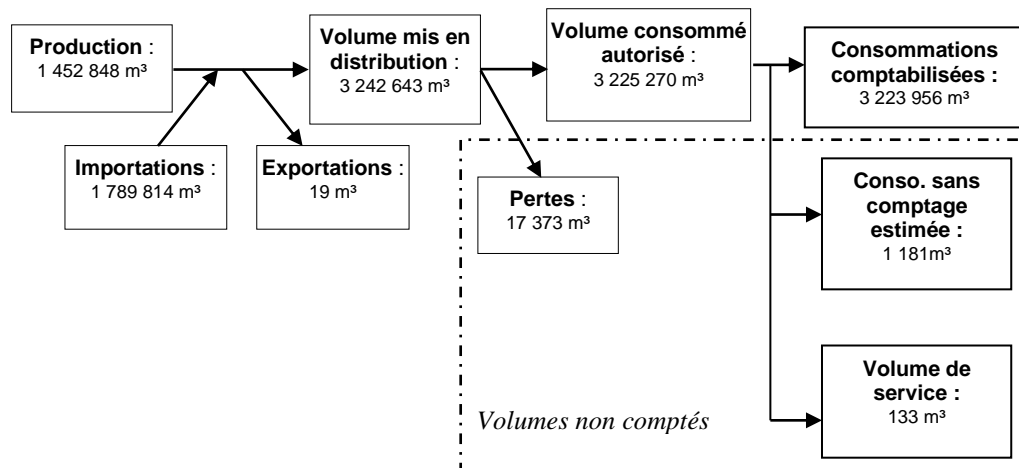 Production :
1 452 848 m³
Volume mis en
distribution :
3 242 643 m³
Volume consommé
autorisé :
3 225 270 m³
Consommations
comptabilisées :
3 223 956 m³
Importations :
1 789 814 m³
Exportations :
19 m³
Pertes :
17 373 m³
Conso. sans
comptage
estimée :
1 181m³
Volume de
service :
133 m³
Volumes non comptés